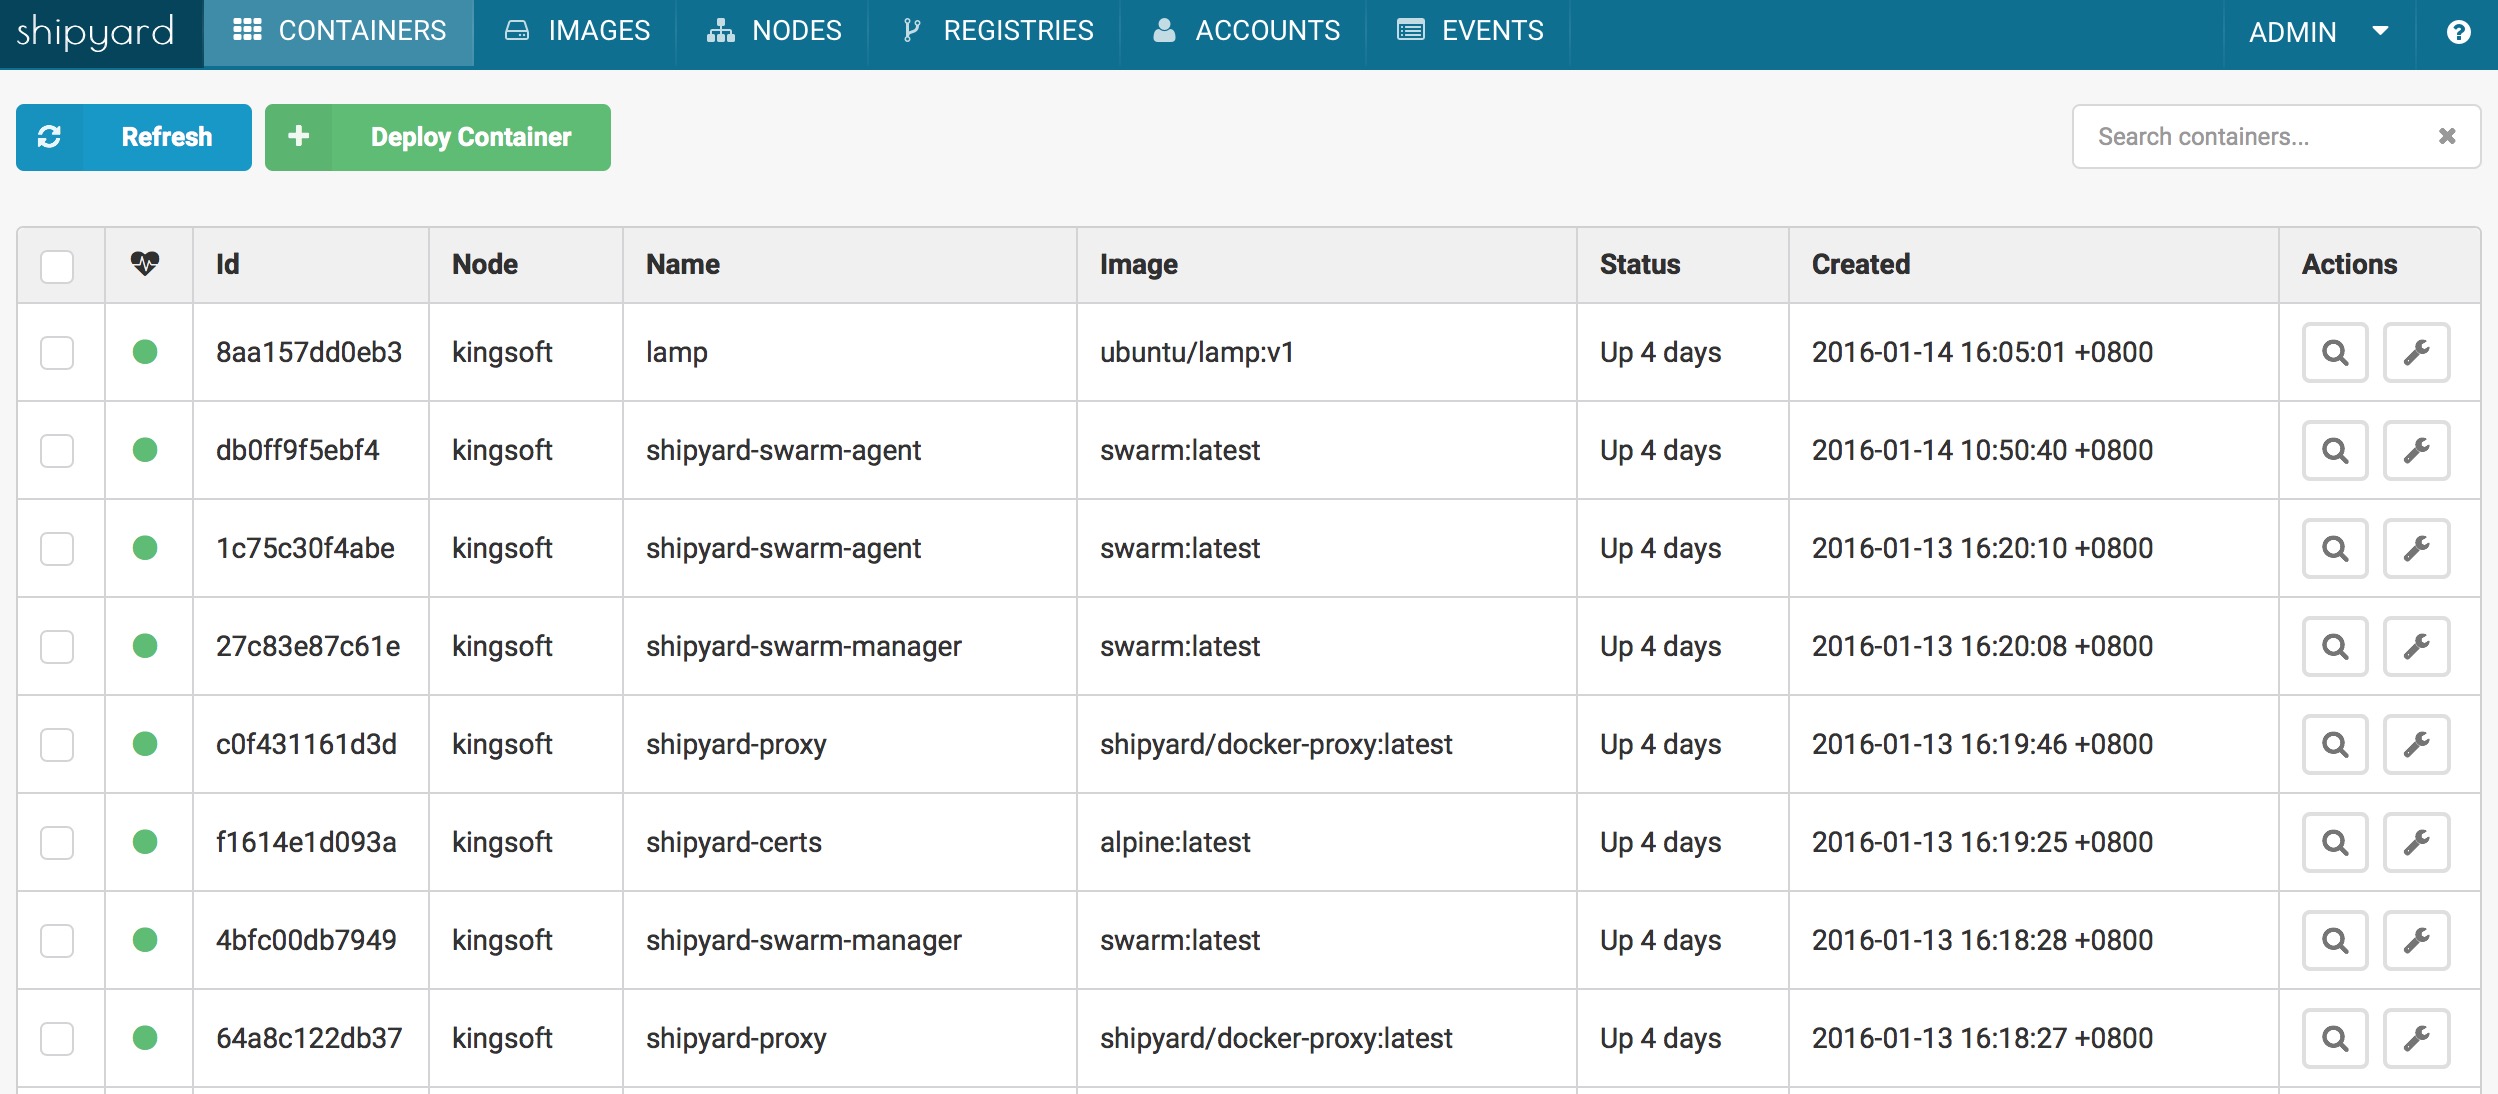 shipyard CONTAINERS IMAGES NODES REGISTRIES ACCOUNTS EVENTS ADMIN
Refresh Deploy Container Search containers...
Id Node Name Image Status Created Actions
8aa157dd0eb3 kingsoft lamp ubuntu/lamp:v1 Up 4 days 2016-01-14 16:05:01 +0800
db0ff9f5ebf4 kingsoft shipyard-swarm-agent swarm:latest Up 4 days 2016-01-14 10:50:40 +0800
1c75c30f4abe kingsoft shipyard-swarm-agent swarm:latest Up 4 days 2016-01-13 16:20:10 +0800
27c83e87c61e kingsoft shipyard-swarm-manager swarm:latest Up 4 days 2016-01-13 16:20:08 +0800
c0f431161d3d kingsoft shipyard-proxy shipyard/docker-proxy:latest Up 4 days 2016-01-13 16:19:46 +0800
f1614e1d093a kingsoft shipyard-certs alpine:latest Up 4 days 2016-01-13 16:19:25 +0800
4bfc00db7949 kingsoft shipyard-swarm-manager swarm:latest Up 4 days 2016-01-13 16:18:28 +0800
64a8c122db37 kingsoft shipyard-proxy shipyard/docker-proxy:latest Up 4 days 2016-01-13 16:18:27 +0800